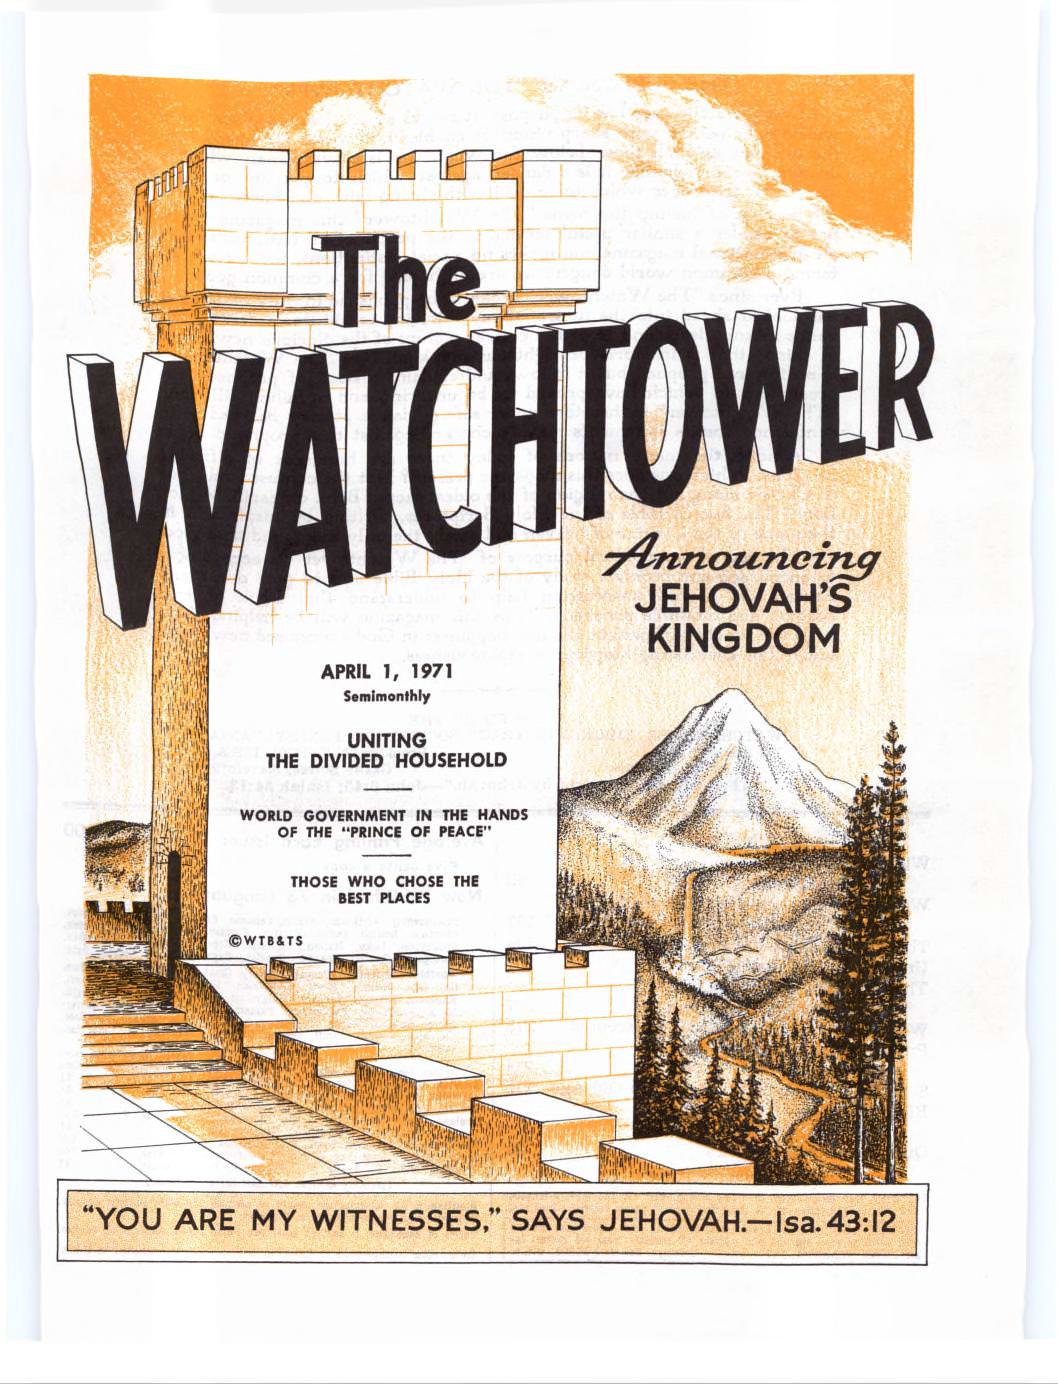 The
WATCHTOWER
Announcing
JEHOVAH'S
KINGDOM
APRIL 1, 1971
Semimonthly
UNITING
THE DIVIDED HOUSEHOLD
WORLD GOVERNMENT IN THE HANDS
OF THE "PRINCE OF PEACE"
THOSE WHO CHOSE THE
BEST PLACES
©WTB&TS
"YOU ARE MY WITNESSES," SAYS JEHOVAH.—Isa. 43:12